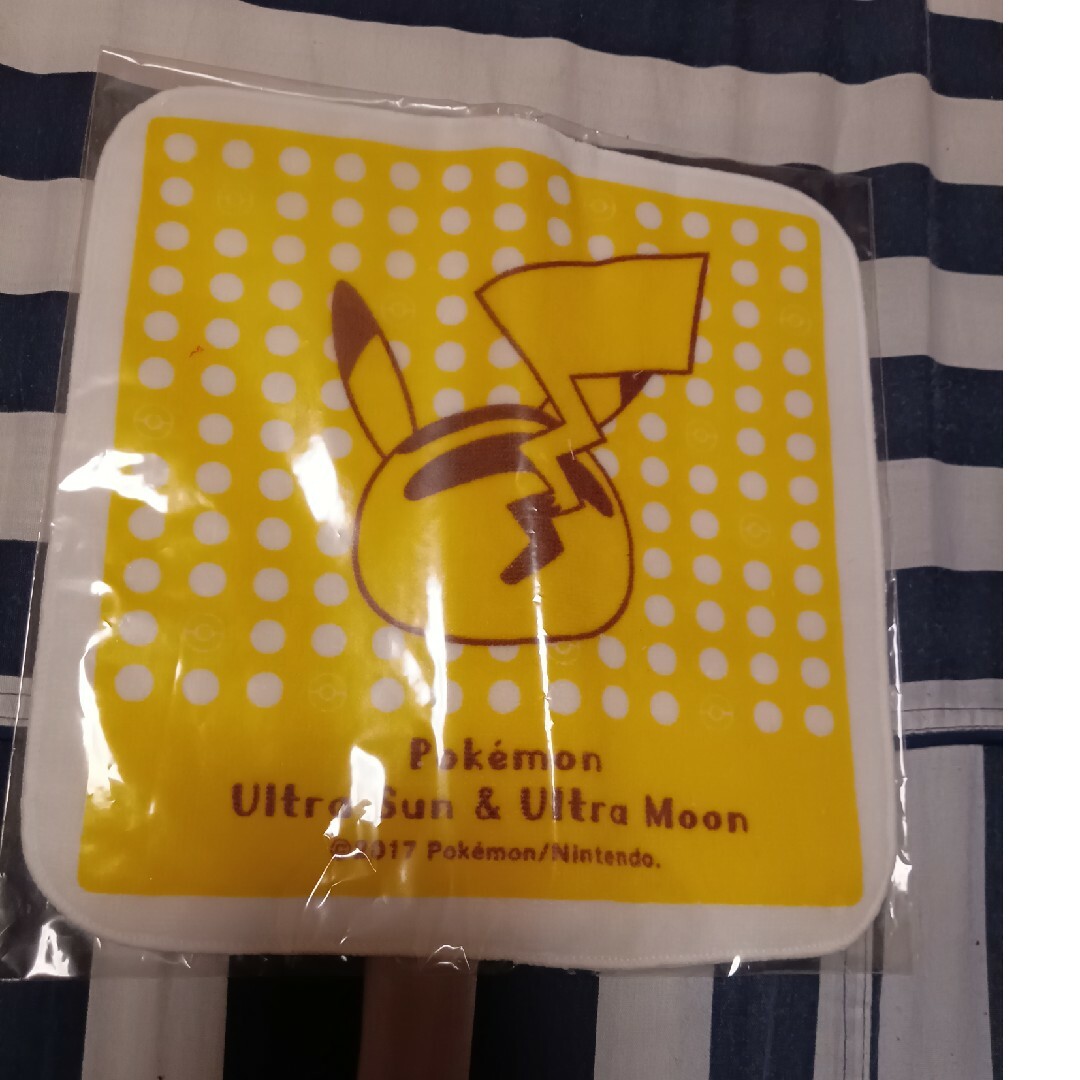 Pokémon
Ultra Sun & Ultra Moon
©2017 Pokémon/Nintendo.